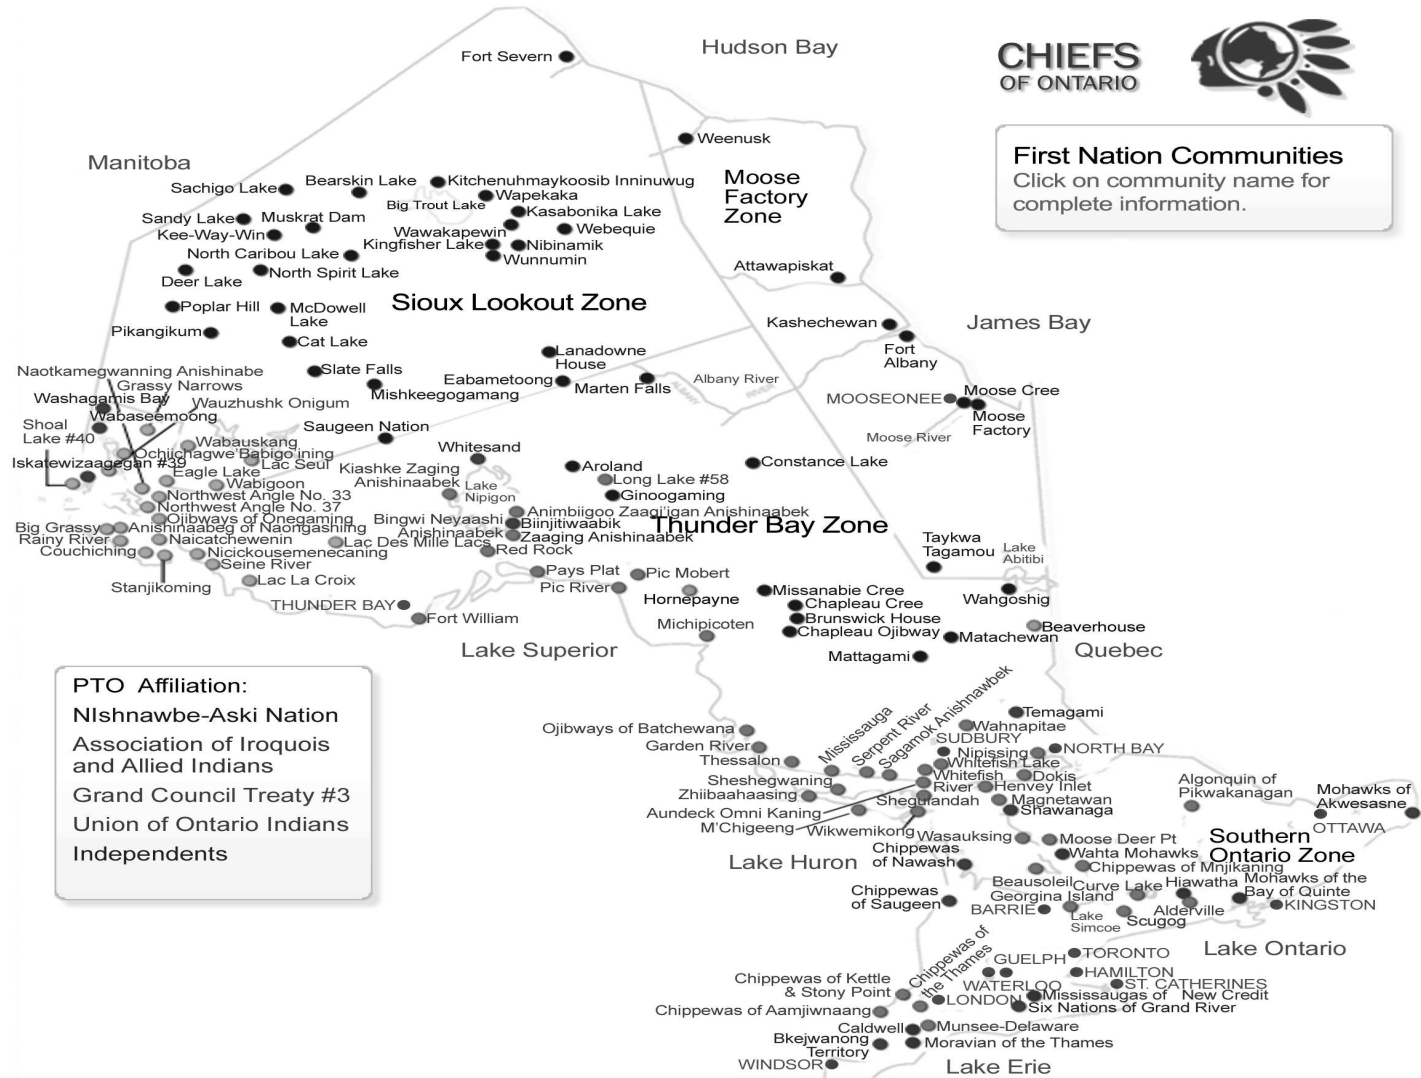 Fort Severn
Hudson Bay
CHIEFS
OF ONTARIO
Weenusk
First Nation Communities
Click on community name for
complete information.
Manitoba
Moose
Factory
Zone
Sachigo Lake
Bearskin Lake
Kitchenuhmaykoosib Inninuwug
Wapekaka
Big Trout Lake
Kasabonika Lake
Sandy Lake
Muskrat Dam
Wawakapewin
Webequie
Kee-Way-Win
Kingfisher Lake
Nibinamik
North Caribou Lake
Wunnumin
Deer Lake
North Spirit Lake
Attawapiskat
Poplar Hill
McDowell
Lake
Sioux Lookout Zone
Pikangikum
Cat Lake
Kashechewan
James Bay
Fort
Albany
Lanadowne
House
Naotkamegwanning Anishinabe
Slate Falls
Eabametoong
Marten Falls
Albany River
ALBANY
RIVER
Grassy Narrows
Mishkeegogamang
Washagamis Bay
Wauzhushk Onigum
MOOSEONEE
Moose Cree
Moose
Factory
Wabaseemoong
Shoal
Lake #40
Saugeen Nation
Moose River
Wabauskang
Whitesand
Ochiichagwe'Babigo'ining
Iskatewizaagegan #39
Lac Seul
Kiashke Zaging
Anishinaabek
Aroland
Constance Lake
Eagle Lake
Long Lake #58
Wabigoon
Lake
Nipigon
Ginoogaming
Northwest Angle No. 33
Northwest Angle No. 37
Animbiigoo Zaagi'igan Anishinaabek
Ojibways of Onegaming
Bingwi Neyaashi
Anishinaabek
Biinjitiwaabik
Thunder Bay Zone
Big Grassy
Anishinaabeg of Naongashiing
Zaaging Anishinaabek
Rainy River
Naicatchewenin
Lac Des Mille Lacs
Red Rock
Couchiching
Nicickousemenecaning
Taykwa
Tagamou
Lake
Abitibi
Seine River
Stanjikoming
Lac La Croix
Pays Plat
Pic Mobert
Pic River
Missanabie Cree
Hornepayne
Wahgoshig
THUNDER BAY
Chapleau Cree
Fort William
Brunswick House
Michipicoten
Chapleau Ojibway
Beaverhouse
Matachewan
Lake Superior
Mattagami
Quebec
PTO Affiliation:
NIshnawbe-Aski Nation
Association of Iroquois
and Allied Indians
Grand Council Treaty #3
Union of Ontario Indians
Independents
Temagami
Wahnapitae
Ojibways of Batchewana
Mississauga
Serpent River
Sagamok Anishnawbek
SUDBURY
Garden River
Nipissing
NORTH BAY
Thessalon
Whitefish Lake
Whitefish
River
Dokis
Sheshegwaning
Henvey Inlet
Algonquin of
Pikwakanagan
Mohawks of
Akwesasne
Zhiibaahaasing
Shegulandah
Magnetawan
Aundeck Omni Kaning
Shawanaga
M'Chigeeng
Wikwemikong
OTTAWA
Wasauksing
Moose Deer Pt
Southern
Ontario Zone
Chippewas
of Nawash
Wahta Mohawks
Lake Huron
Chippewas of Mnjikaning
Beausoleil
Curve Lake
Hiawatha
Mohawks of the
Bay of Quinte
Chippewas
of Saugeen
Georgina Island
BARRIE
Lake
Simcoe
Alderville
KINGSTON
Scugog
Lake Ontario
Chippewas of
the Thames
GUELPH
TORONTO
HAMILTON
Chippewas of Kettle
& Stony Point
WATERLOO
ST. CATHERINES
LONDON
Mississaugas of New Credit
Chippewas of Aamjiwnaang
Six Nations of Grand River
Caldwell
Munsee-Delaware
Bkejwanong
Territory
Moravian of the Thames
WINDSOR
Lake Erie